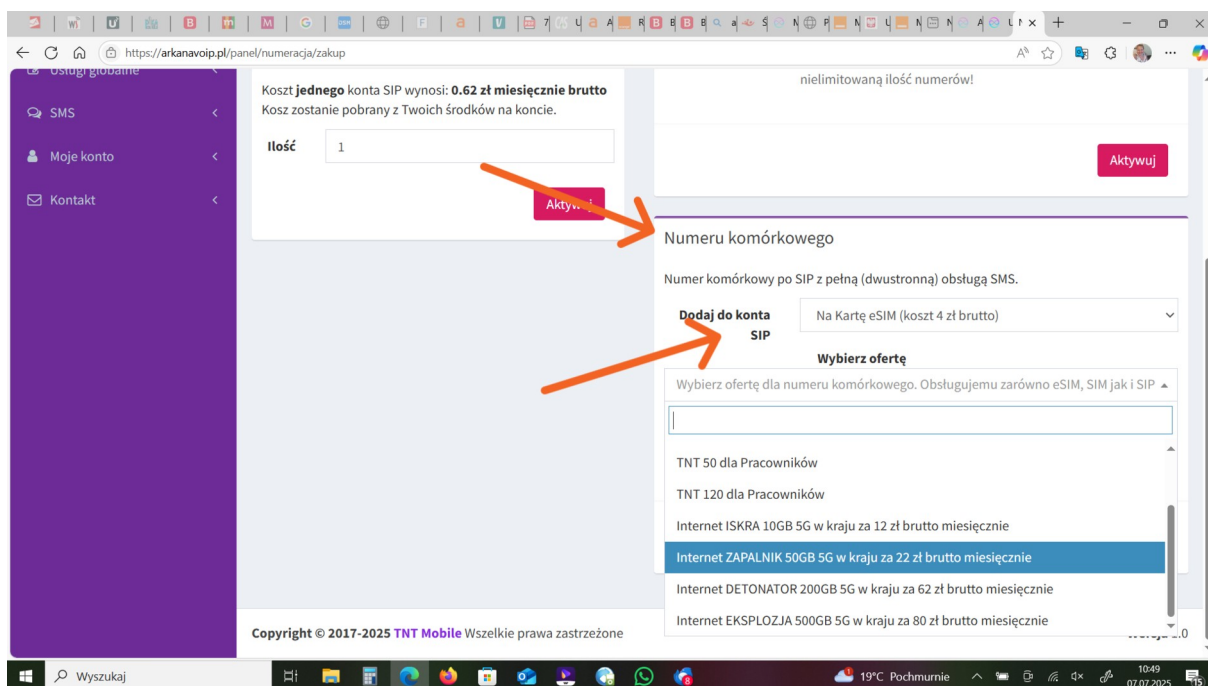 https://arkanavoip.pl/panel/numeracja/zakup
Usługi globalne
SMS
Moje konto
Kontakt
Koszt jednego konta SIP wynosi: 0.62 zł miesięcznie brutto
Kosz zostanie pobrany z Twoich środków na koncie.
Ilość
1
Aktywuj
nielimitowaną ilość numerów!
Aktywuj
Numeru komórkowego
Numer komórkowy po SIP z pełną (dwustronną) obsługą SMS.
Dodaj do konta
SIP
Na Kartę eSIM (koszt 4 zł brutto)
Wybierz ofertę
Wybierz ofertę dla numeru komórkowego. Obsługujemu zarówno eSIM, SIM jak i SIP
TNT 50 dla Pracowników
TNT 120 dla Pracowników
Internet ISKRA 10GB 5G w kraju za 12 zł brutto miesięcznie
Internet ZAPALNIK 50GB 5G w kraju za 22 zł brutto miesięcznie
Internet DETONATOR 200GB 5G w kraju za 62 zł brutto miesięcznie
Internet EKSPLOZJA 500GB 5G w kraju za 80 zł brutto miesięcznie
Copyright © 2017-2025 TNT Mobile Wszelkie prawa zastrzeżone
Wyszukaj
19°C Pochmurnie
10:49
07.07.2025